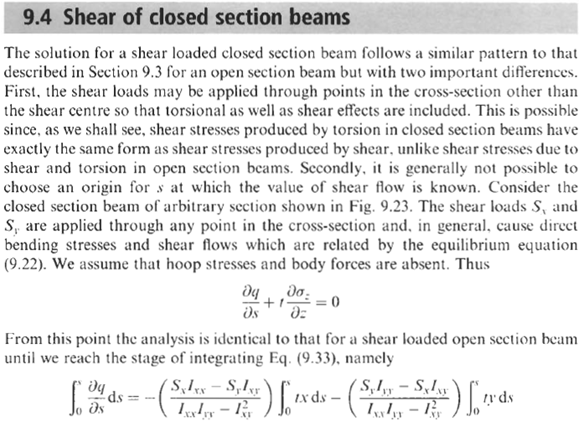 9.4 Shear of closed section beams
The solution for a shear loaded closed section beam follows a similar pattern to that
described in Section 9.3 for an open section beam but with two important differences.
First, the shear loads may be applied through points in the cross-section other than
the shear centre so that torsional as well as shear effects are included. This is possible
since, as we shall see, shear stresses produced by torsion in closed section beams have
exactly the same form as shear stresses produced by shear, unlike shear stresses due to
shear and torsion in open section beams. Secondly, it is generally not possible to
choose an origin for s at which the value of shear flow is known. Consider the
closed section beam of arbitrary section shown in Fig. 9.23. The shear loads Sₓ and
S_y are applied through any point in the cross-section and, in general, cause direct
bending stresses and shear flows which are related by the equilibrium equation
(9.22). We assume that hoop stresses and body forces are absent. Thus
∂q/∂s + t ∂σ_z/∂z = 0
From this point the analysis is identical to that for a shear loaded open section beam
until we reach the stage of integrating Eq. (9.33), namely
∫₀ˢ ∂q/∂s ds = −((S_x I_xx − S_y I_xy)/(I_xx I_yy − I²_xy)) ∫₀ˢ tx ds − ((S_y I_yy − S_x I_xy)/(I_xx I_yy − I²_xy)) ∫₀ˢ ty ds